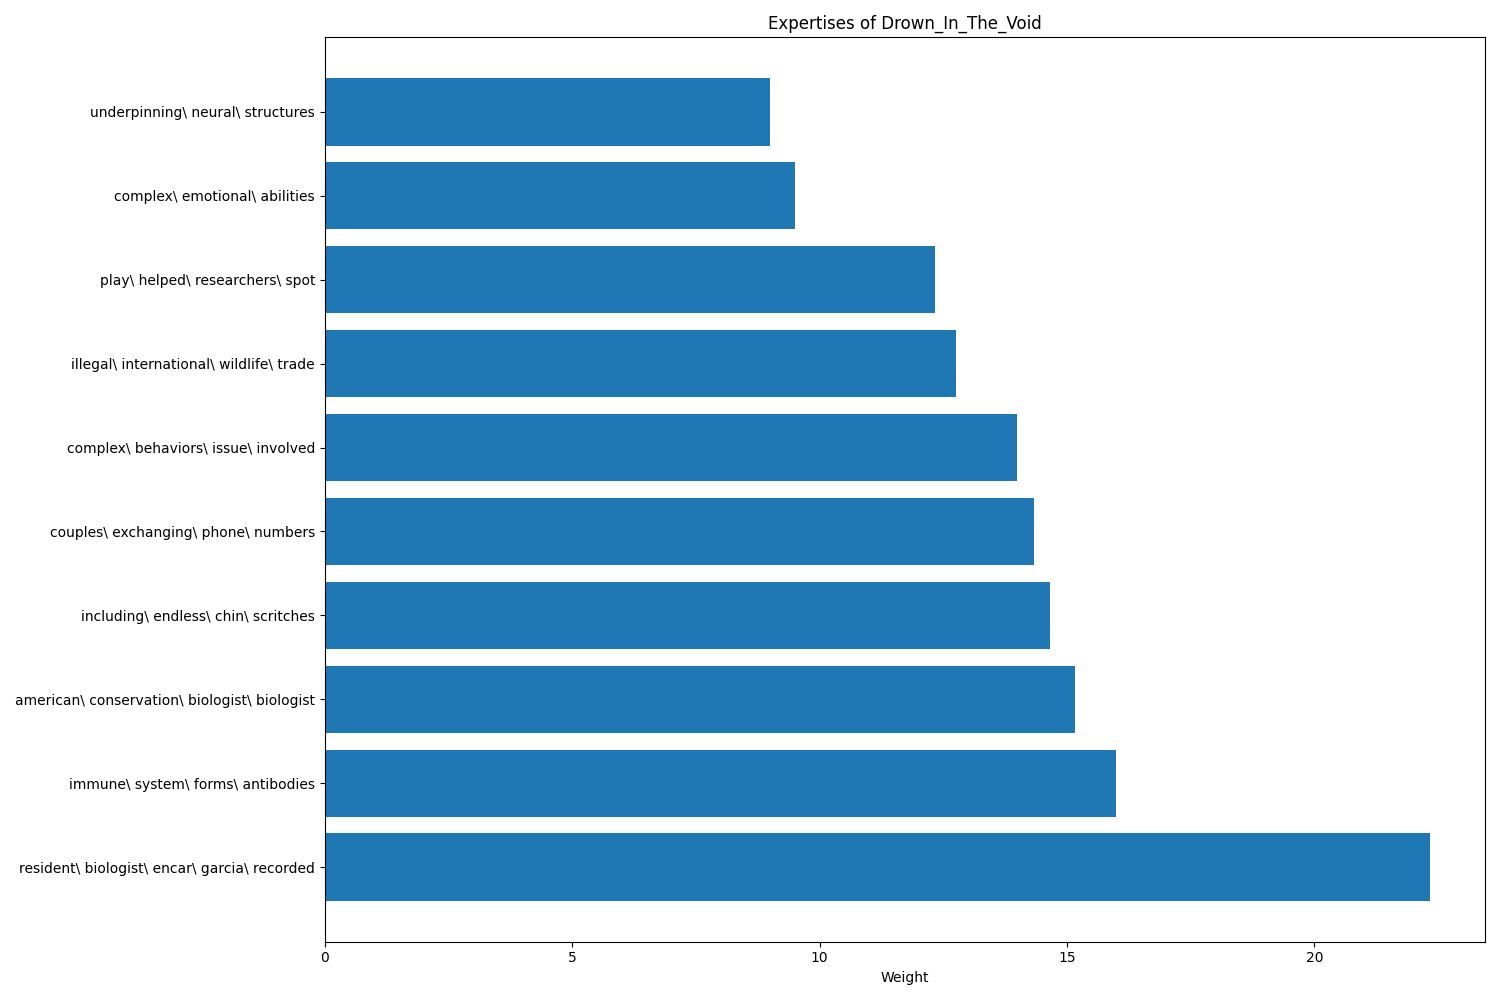 Expertises of Drown_In_The_Void
underpinning\ neural\ structures
complex\ emotional\ abilities
play\ helped\ researchers\ spot
illegal\ international\ wildlife\ trade
complex\ behaviors\ issue\ involved
couples\ exchanging\ phone\ numbers
including\ endless\ chin\ scritches
american\ conservation\ biologist\ biologist
immune\ system\ forms\ antibodies
resident\ biologist\ encar\ garcia\ recorded
0 5 10 15 20
Weight